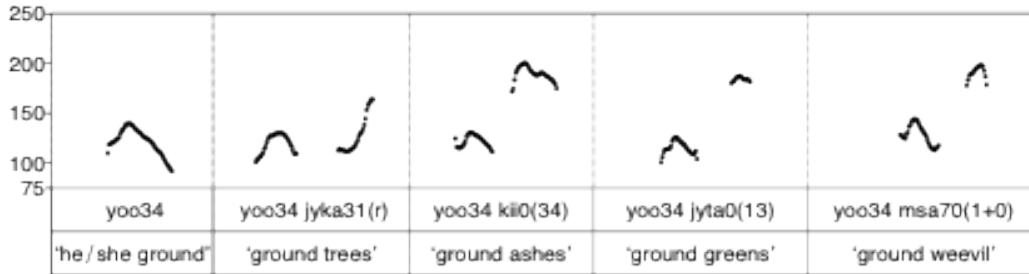 250
200
150
100
75
yoo34 yoo34 jyka31(r) yoo34 kii0(34) yoo34 jyta0(13) yoo34 msa70(1+0)
"he/she ground" 'ground trees' 'ground ashes' 'ground greens' 'ground weevil'